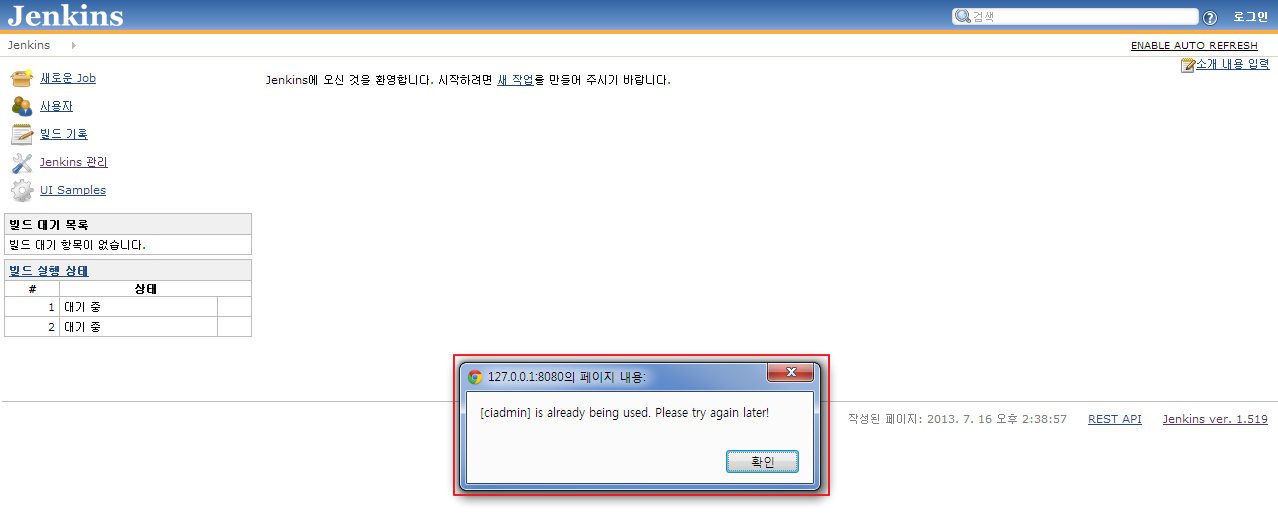 Jenkins
검색
로그인
Jenkins
ENABLE AUTO REFRESH
소개 내용 입력
새로운 Job
Jenkins에 오신 것을 환영합니다. 시작하려면 새 작업을 만들어 주시기 바랍니다.
사용자
빌드 기록
Jenkins 관리
UI Samples
빌드 대기 목록
빌드 대기 항목이 없습니다.
빌드 실행 상태
# 상태
1 대기 중
2 대기 중
127.0.0.1:8080의 페이지 내용:
[ciadmin] is already being used. Please try again later!
확인
작성된 페이지: 2013. 7. 16 오후 2:38:57 REST API Jenkins ver. 1.519